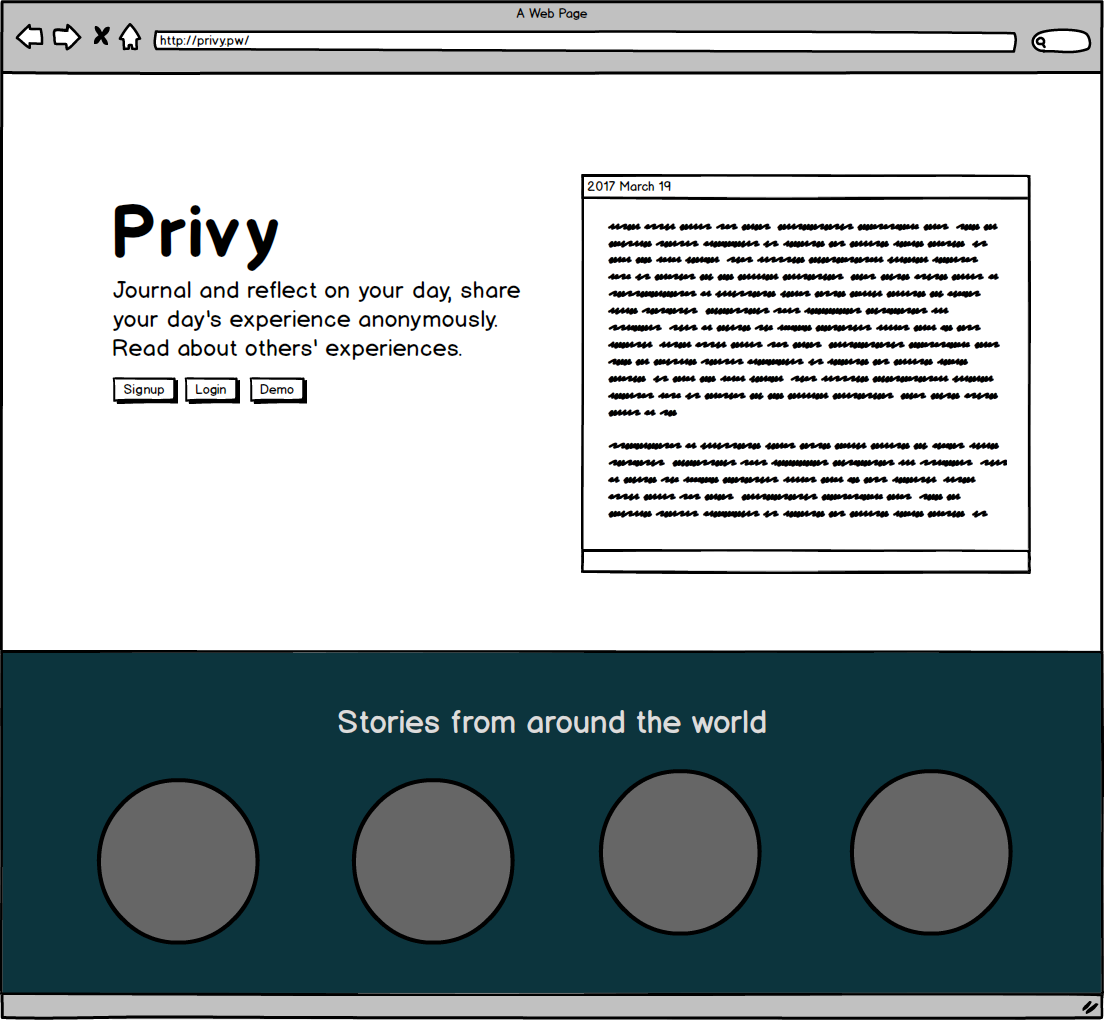 A Web Page
http://privy.pw/
Privy
Journal and reflect on your day, share
your day's experience anonymously.
Read about others' experiences.
Signup Login Demo
2017 March 19
Stories from around the world